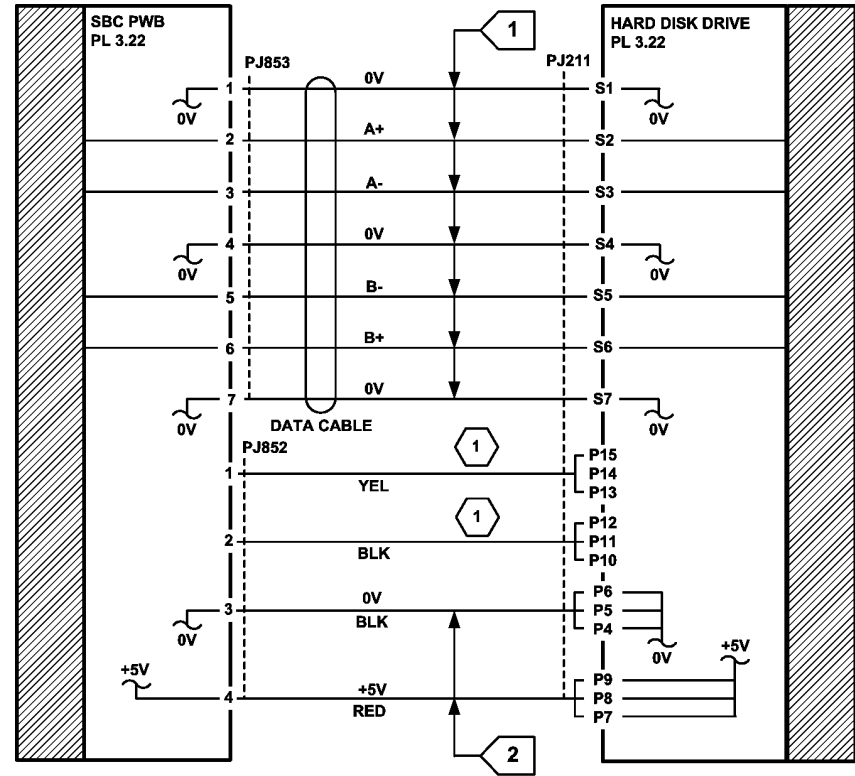 SBC PWB
PL 3.22
HARD DISK DRIVE
PL 3.22
1
PJ853
PJ211
1
0V
S1
0V
0V
2
A+
S2
3
A-
S3
4
0V
S4
0V
0V
5
B-
S5
6
B+
S6
7
0V
S7
0V
0V
DATA CABLE
PJ852
1
1
YEL
P15
P14
P13
2
1
BLK
P12
P11
P10
3
0V
BLK
0V
P6
P5
P4
0V
+5V
+5V
4
+5V
RED
P9
P8
P7
2